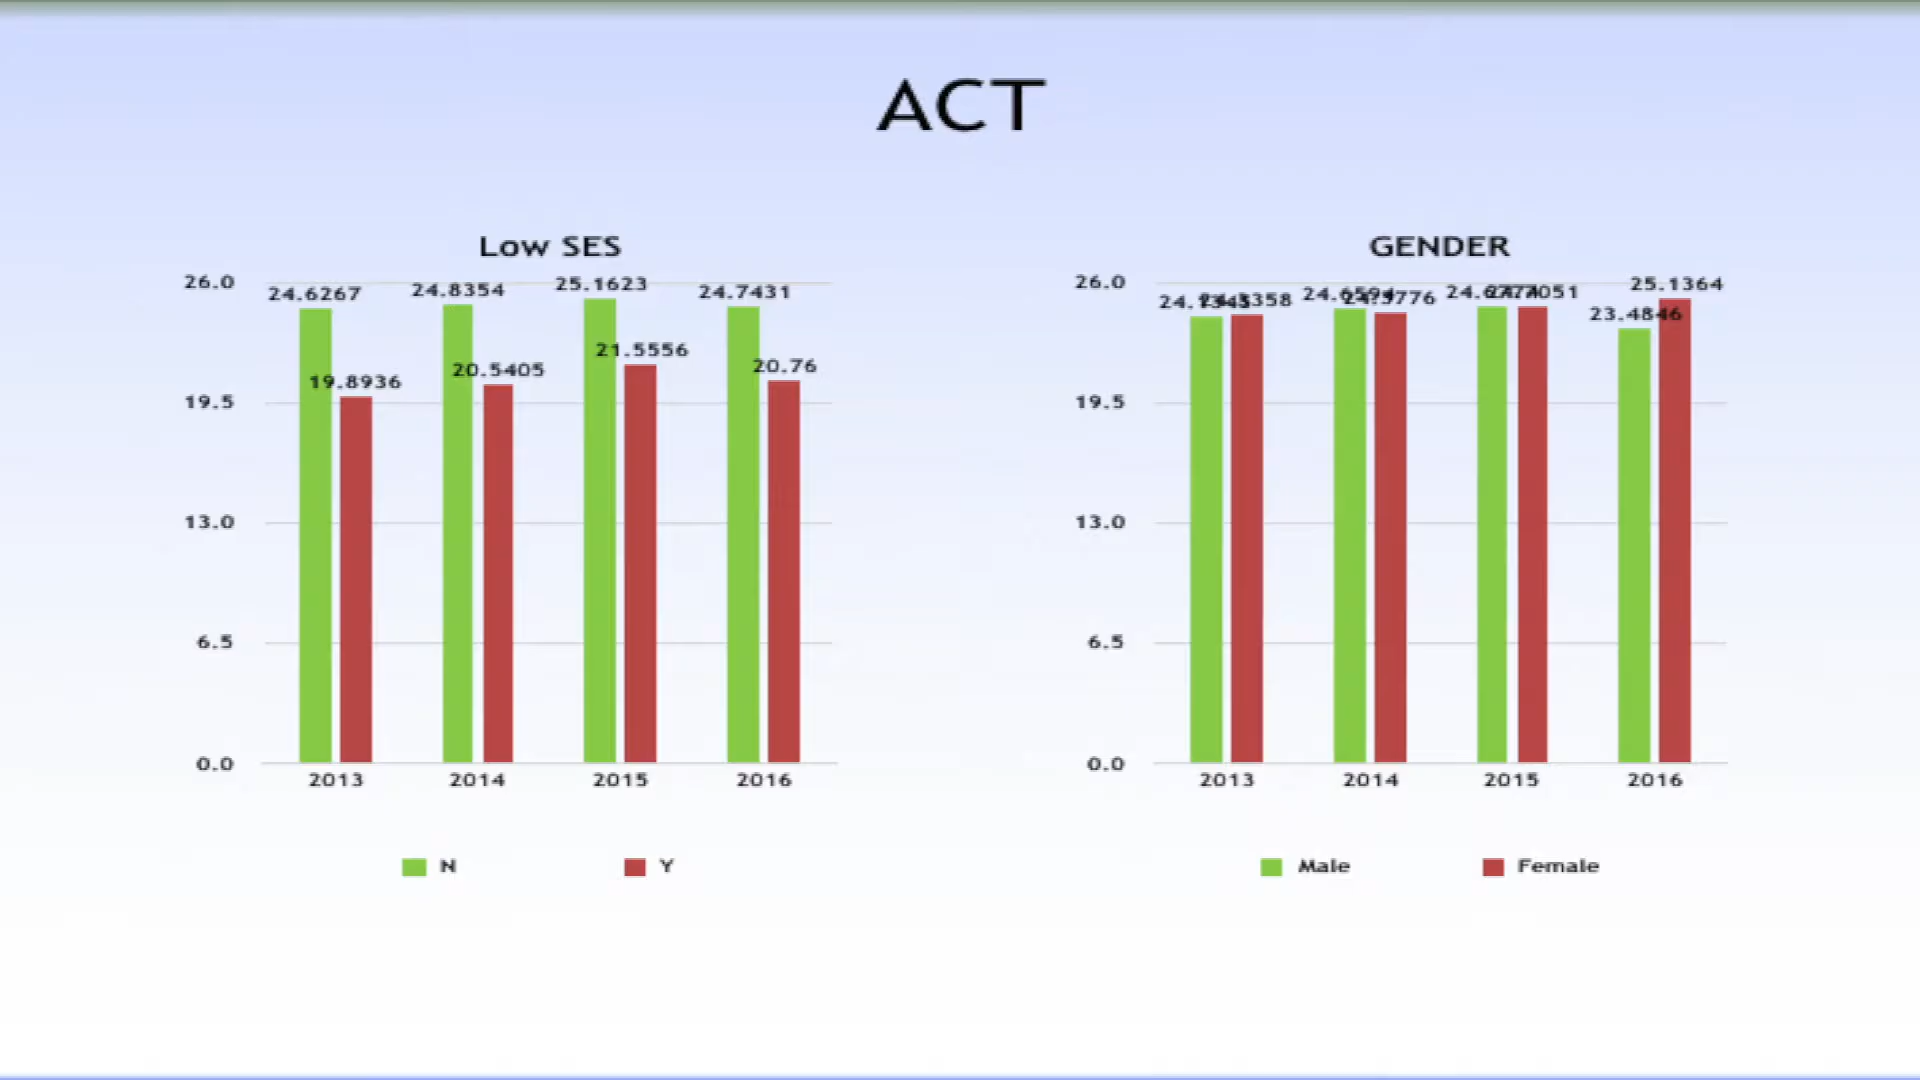 ACT
Low SES
26.0
19.5
13.0
6.5
0.0
24.6267
19.8936
24.8354
20.5405
25.1623
21.5556
24.7431
20.76
2013 2014 2015 2016
N Y
GENDER
26.0
19.5
13.0
6.5
0.0
23.4846
25.1364
2013 2014 2015 2016
Male Female